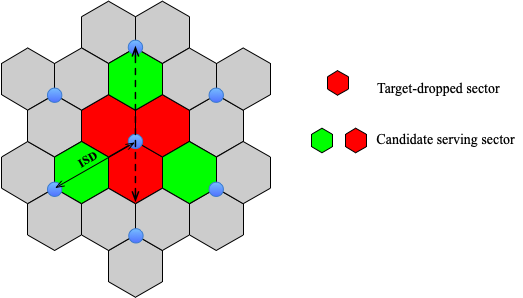 Target-dropped sector
Candidate serving sector
ISD